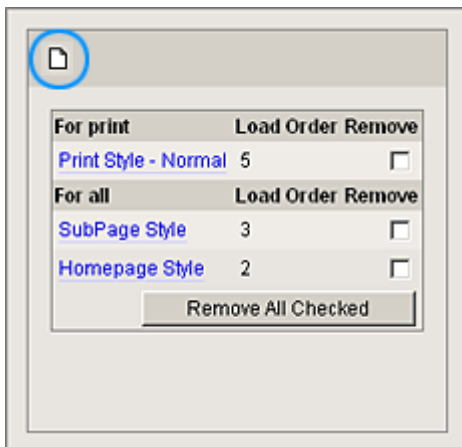 For print Load Order Remove
Print Style - Normal 5
For all Load Order Remove
SubPage Style 3
Homepage Style 2
Remove All Checked